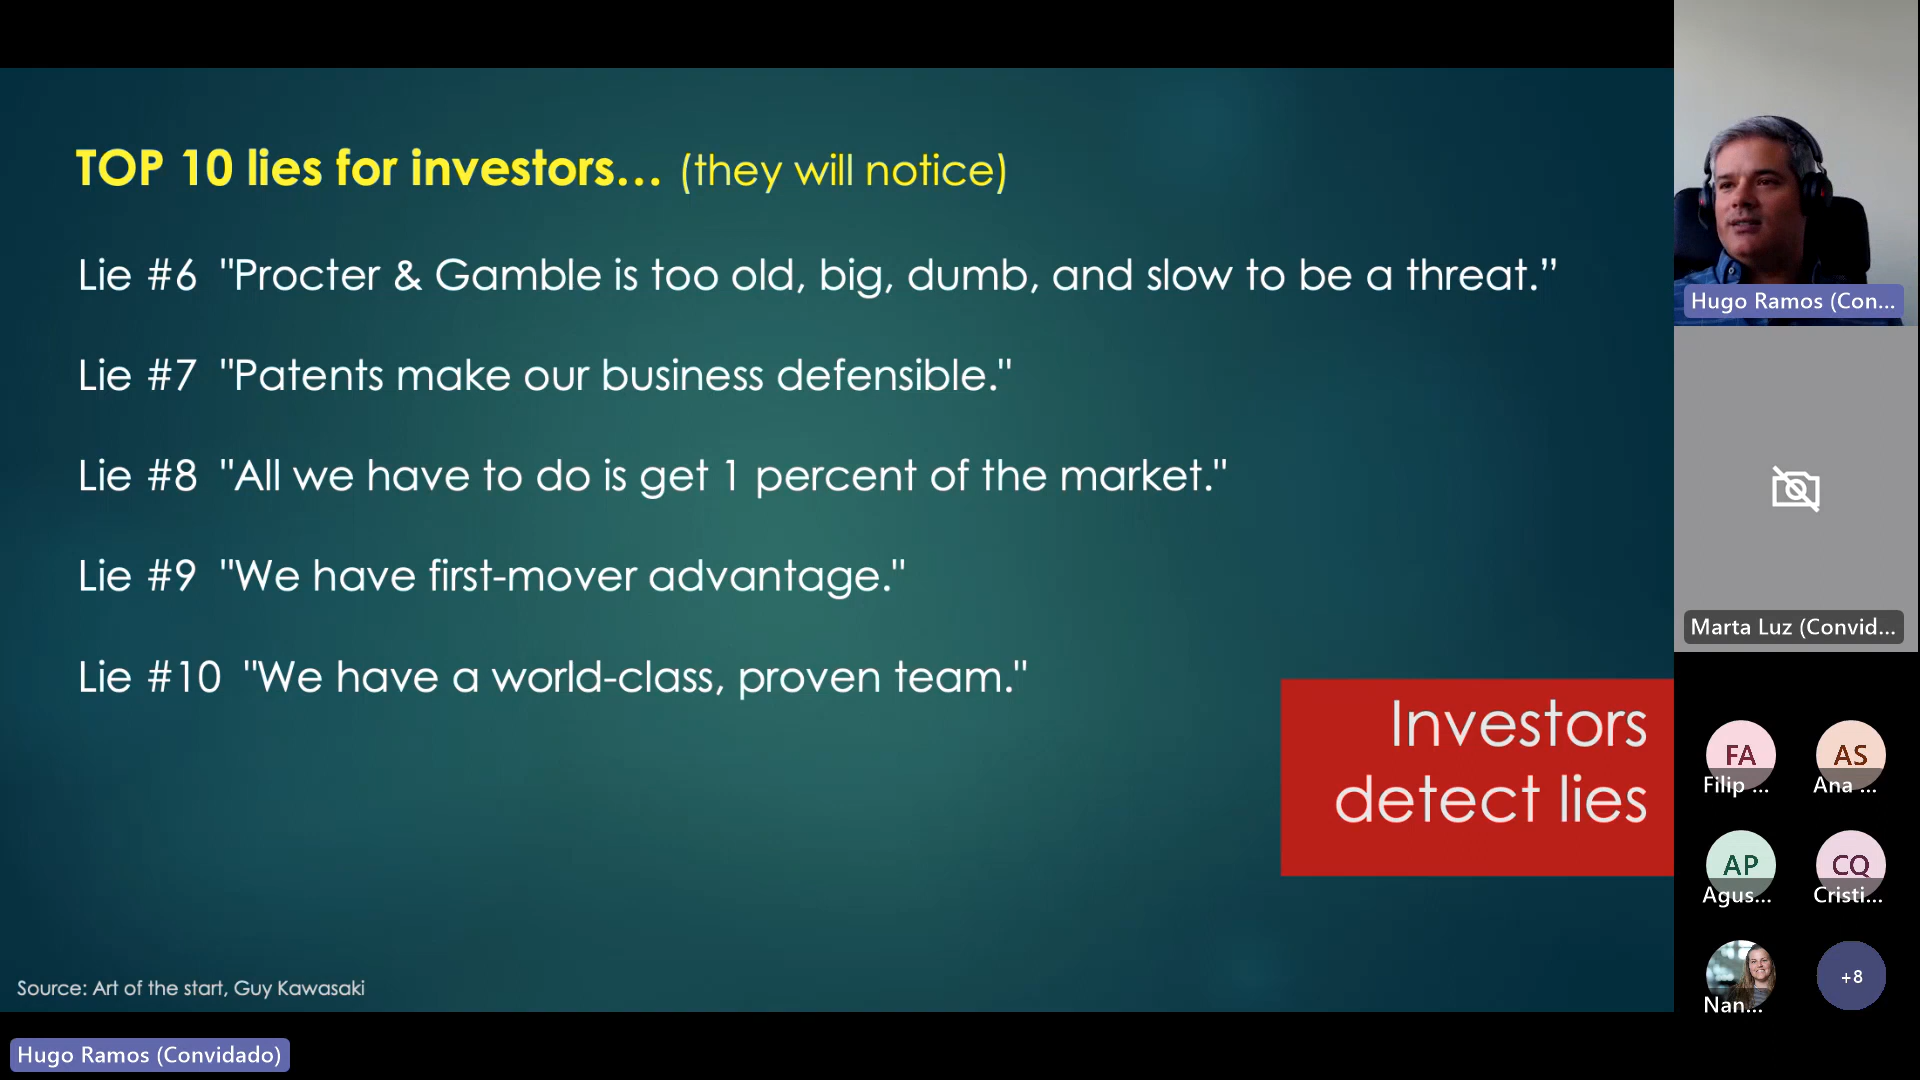 TOP 10 lies for investors... (they will notice)
Lie #6 "Procter & Gamble is too old, big, dumb, and slow to be a threat.”
Lie #7 "Patents make our business defensible."
Lie #8 "All we have to do is get 1 percent of the market."
Lie #9 "We have first-mover advantage."
Lie #10 "We have a world-class, proven team."
Investors
detect lies
Source: Art of the start, Guy Kawasaki
Hugo Ramos (Convidado)
Hugo Ramos (Con...
Marta Luz (Convid...
FA
Filip ...
AS
Ana ...
AP
Agus...
CQ
Cristi...
Nan...
+8